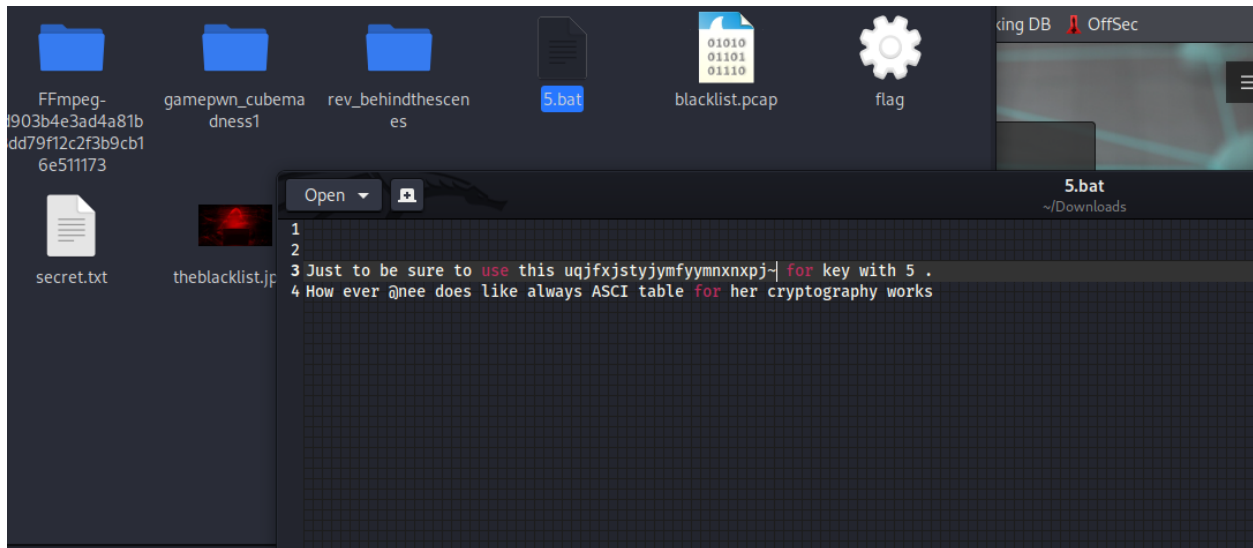 king DB OffSec
01010
01101
01110
FFmpeg-
d903b4e3ad4a81b
dd79f12c2f3b9cb1
6e511173
gamepwn_cubema
dness1
rev_behindthescen
es
5.bat
blacklist.pcap
flag
secret.txt
theblacklist.jp
Open
5.bat
~/Downloads
1
2
3 Just to be sure to use this uqjfxjstyjymfyymnxnxpj~ for key with 5 .
4 How ever @nee does like always ASCI table for her cryptography works